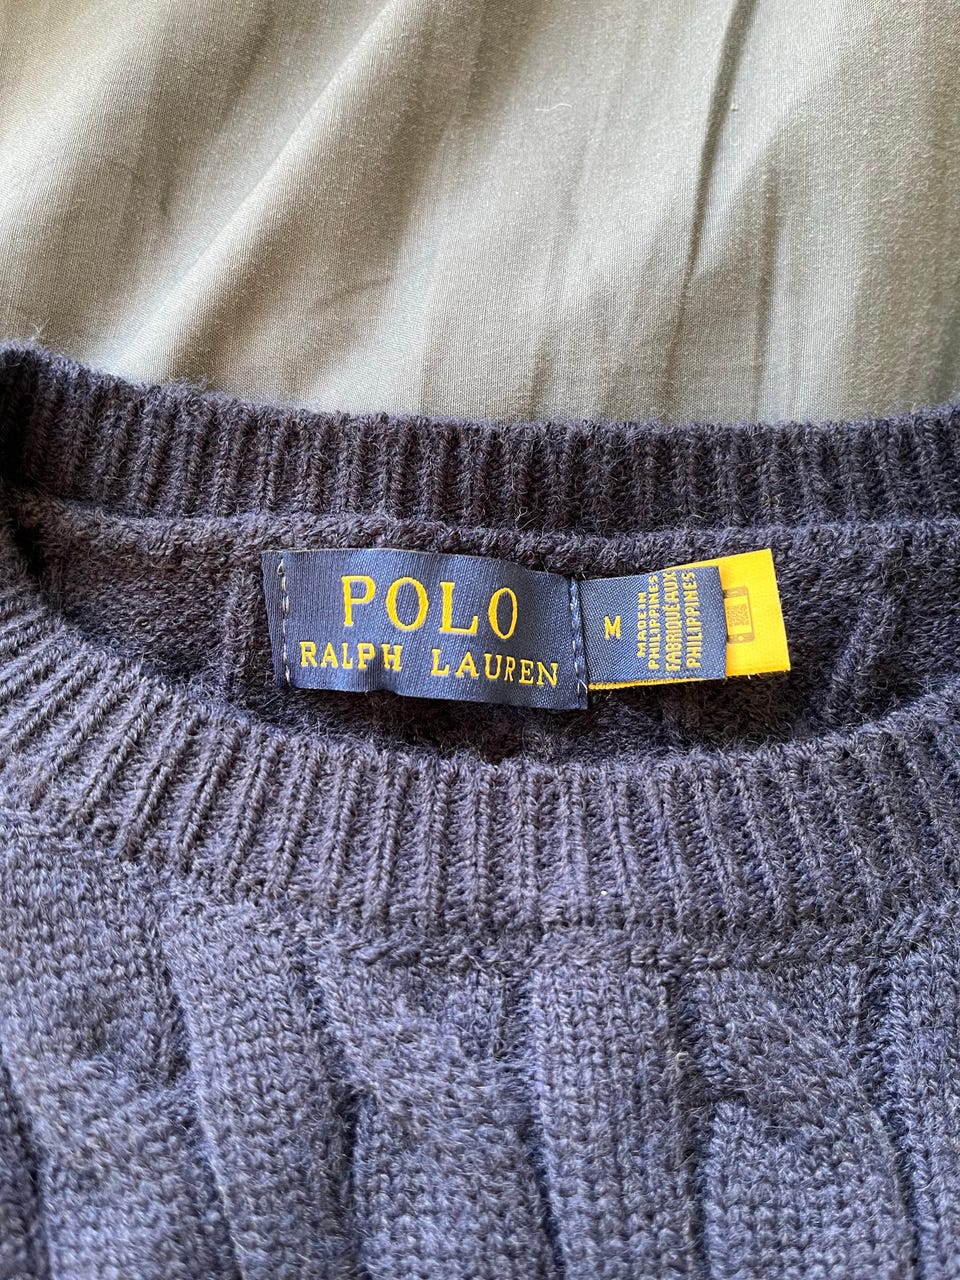 POLO
RALPH LAUREN
M
MADE IN
PHILIPPINES
FABRIQUÉ AUX
PHILIPPINES